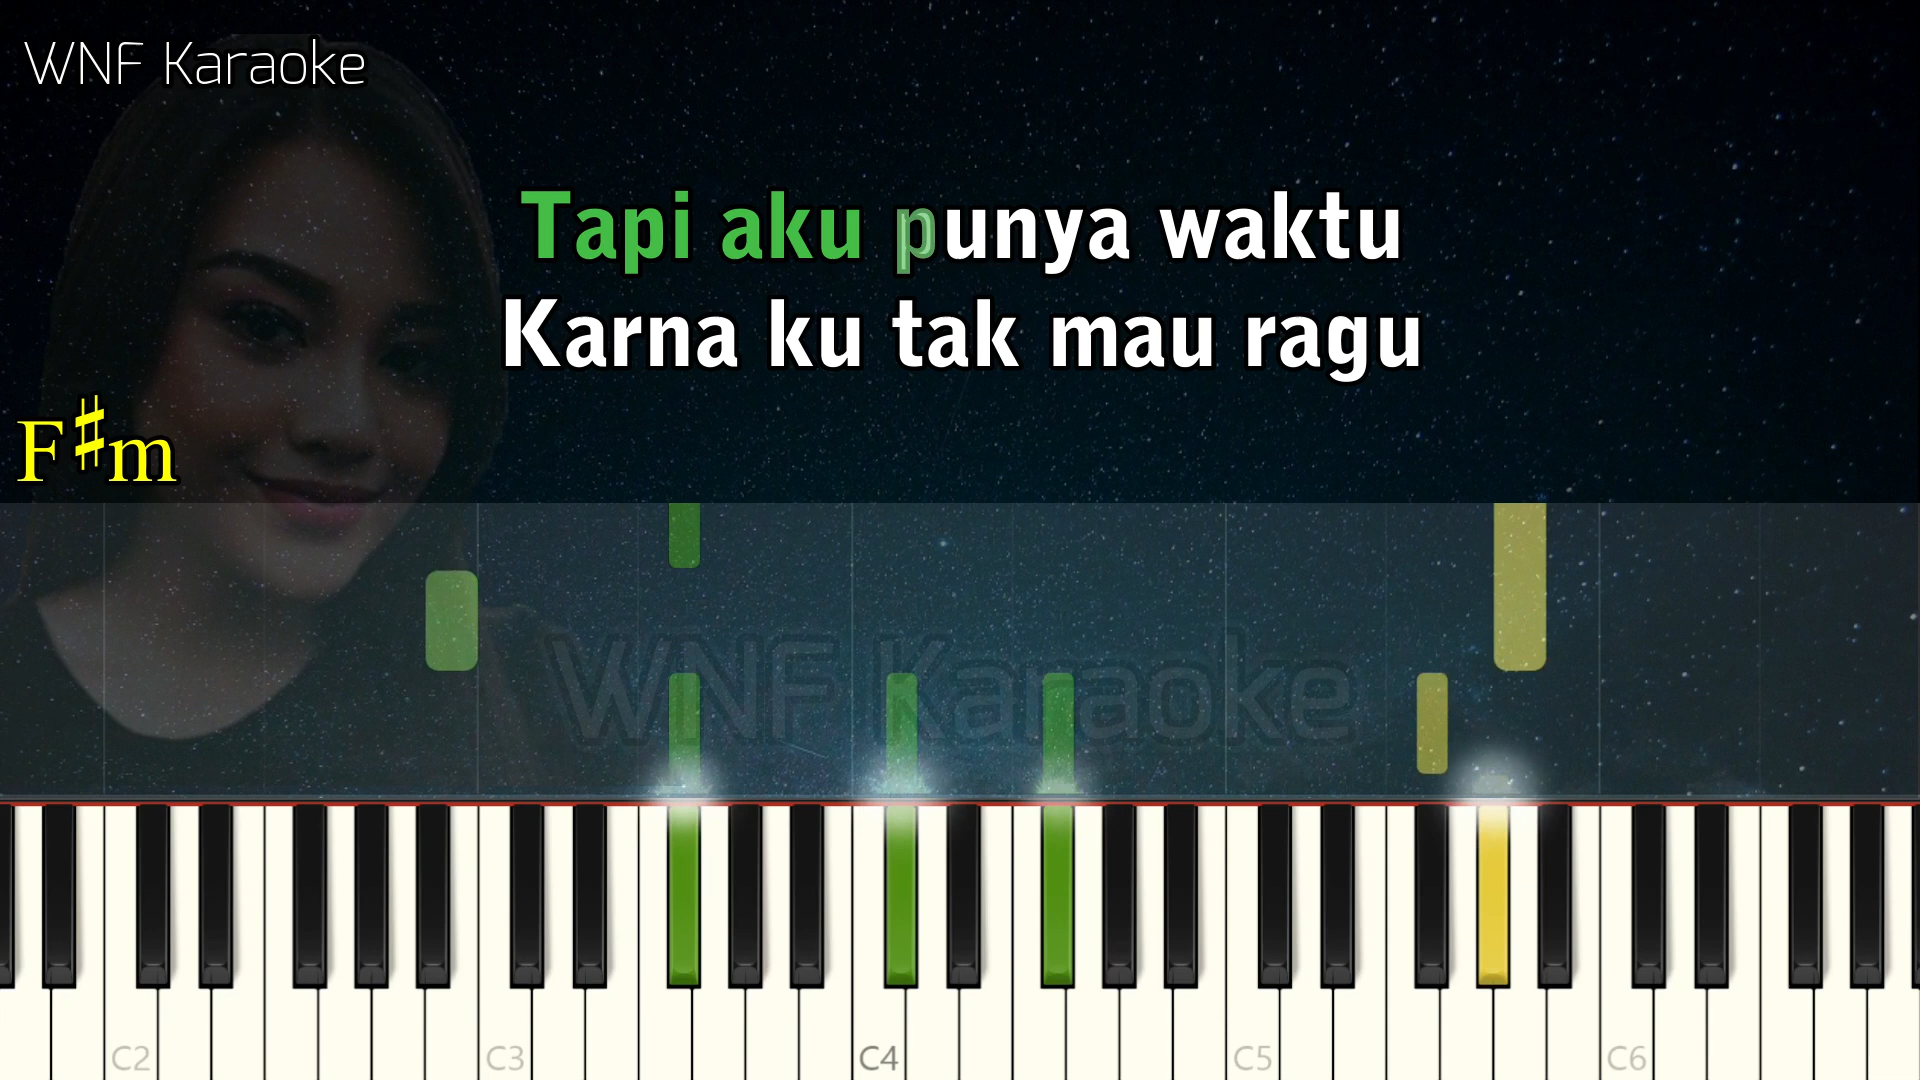 WNF Karaoke
Tapi aku punya waktu
Karna ku tak mau ragu
F♯m
WNF Karaoke
C2 C3 C4 C5 C6